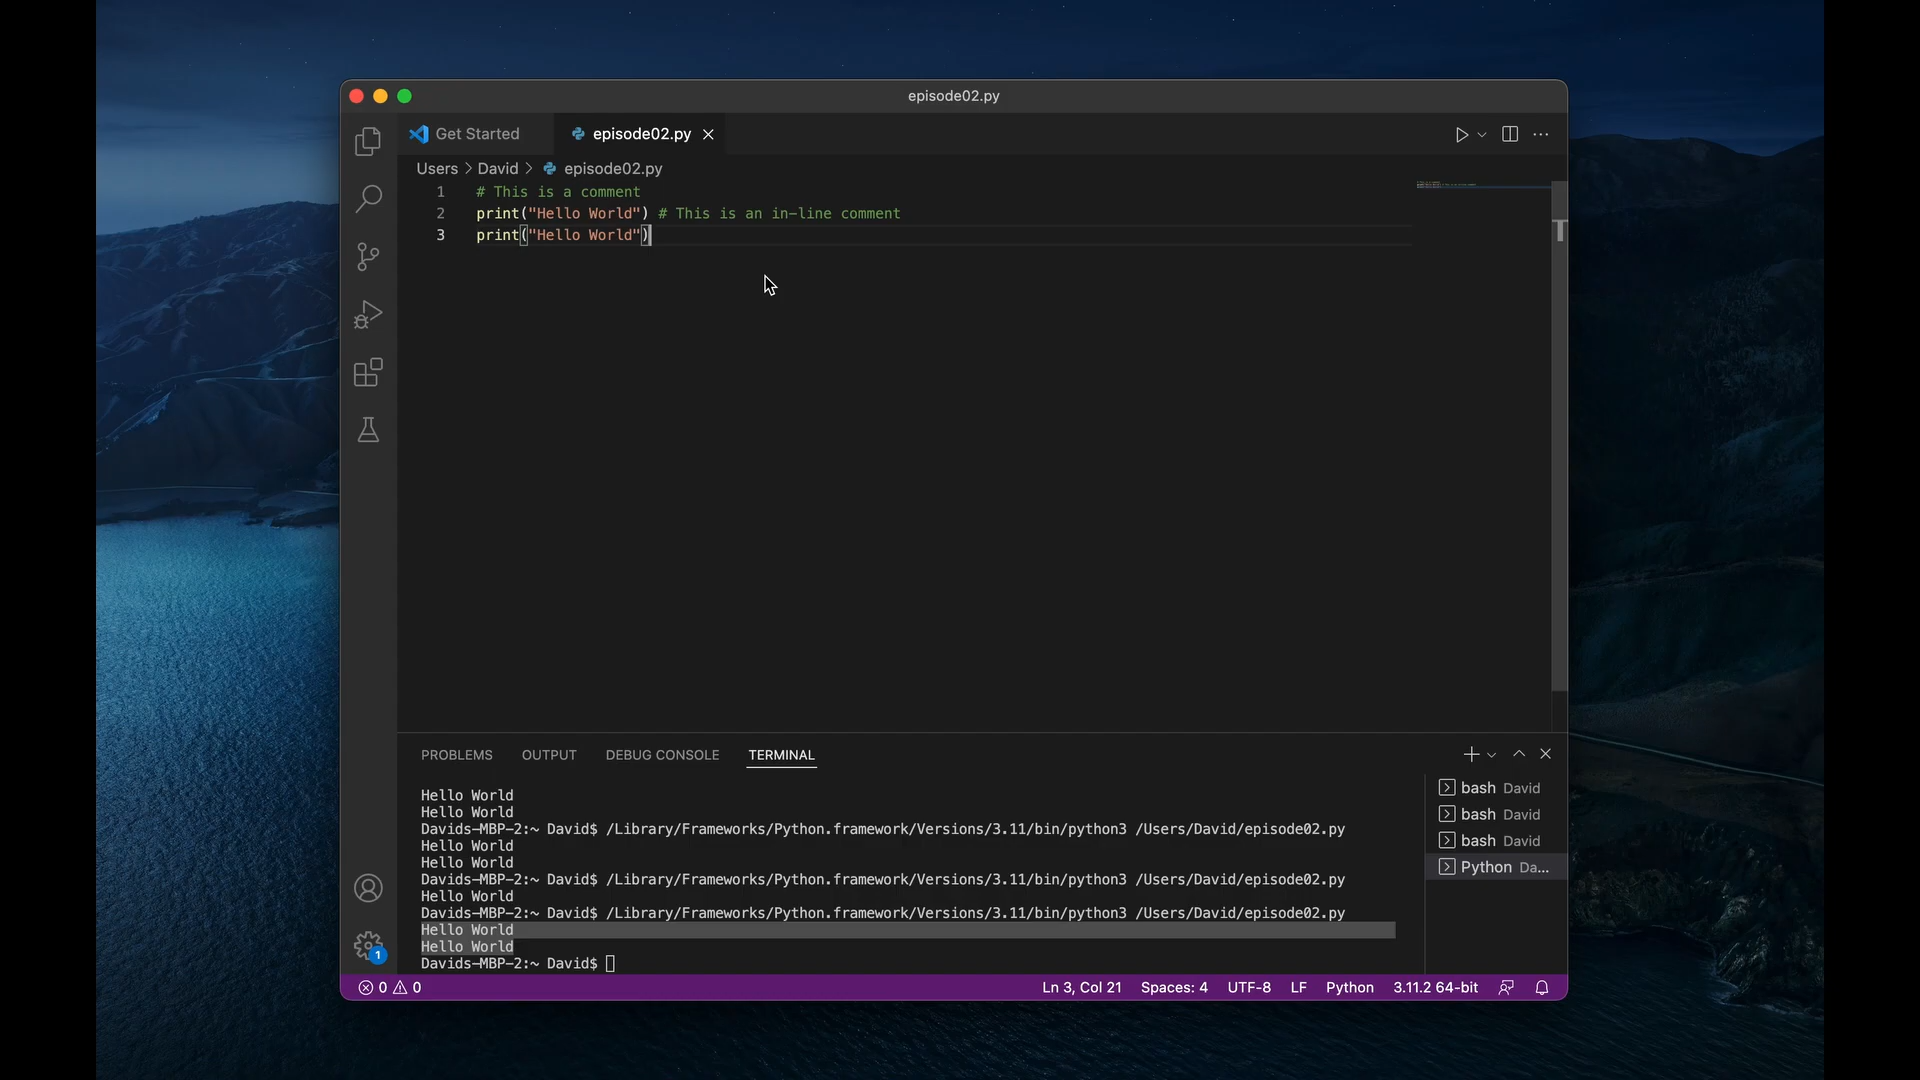 episode02.py
Get Started
episode02.py
Users > David > episode02.py
1 # This is a comment
2 print("Hello World") # This is an in-line comment
3 print("Hello World")
PROBLEMS OUTPUT DEBUG CONSOLE TERMINAL
Hello World
Hello World
Davids-MBP-2:~ David$ /Library/Frameworks/Python.framework/Versions/3.11/bin/python3 /Users/David/episode02.py
Hello World
Hello World
Davids-MBP-2:~ David$ /Library/Frameworks/Python.framework/Versions/3.11/bin/python3 /Users/David/episode02.py
Hello World
Davids-MBP-2:~ David$ /Library/Frameworks/Python.framework/Versions/3.11/bin/python3 /Users/David/episode02.py
Hello World
Hello World
Davids-MBP-2:~ David$
bash David
bash David
bash David
Python Da...
1
0 0 Ln 3, Col 21 Spaces: 4 UTF-8 LF Python 3.11.2 64-bit